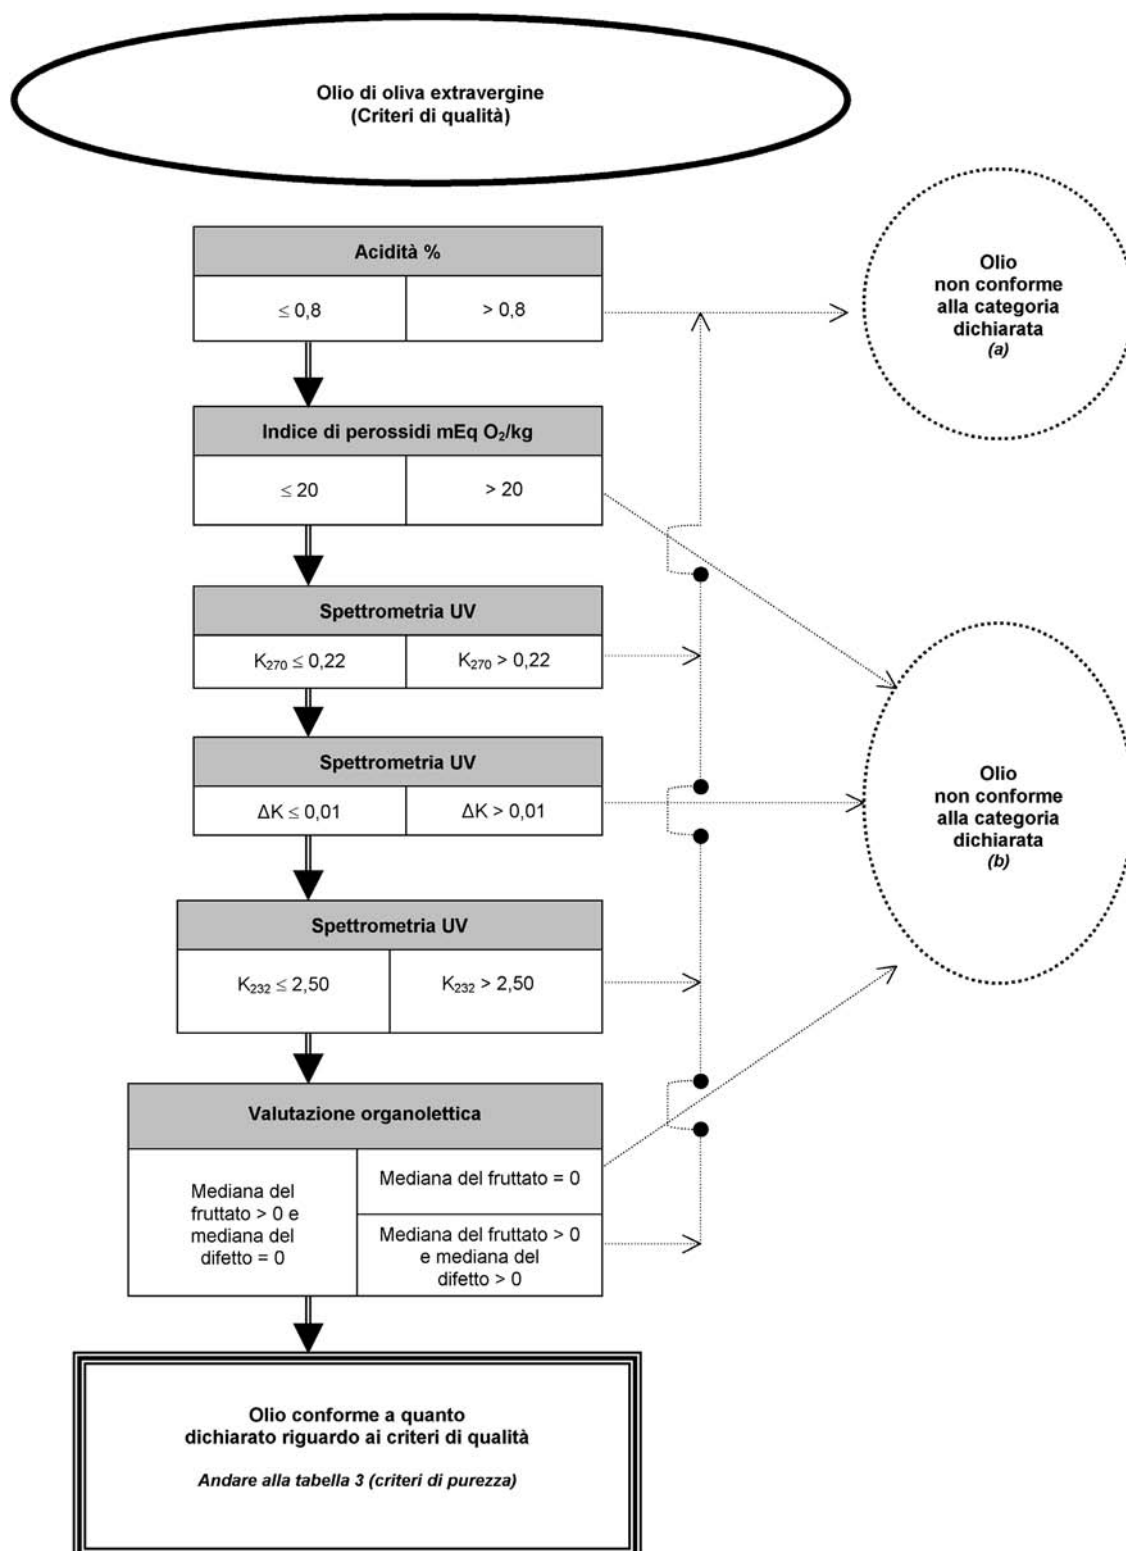 Olio di oliva extravergine
(Criteri di qualità)
Acidità %
≤ 0,8
> 0,8
Olio
non conforme
alla categoria
dichiarata
(a)
Indice di perossidi mEq O₂/kg
≤ 20
> 20
Spettrometria UV
K₂₇₀ ≤ 0,22
K₂₇₀ > 0,22
Spettrometria UV
ΔK ≤ 0,01
ΔK > 0,01
Olio
non conforme
alla categoria
dichiarata
(b)
Spettrometria UV
K₂₃₂ ≤ 2,50
K₂₃₂ > 2,50
Valutazione organolettica
Mediana del
fruttato > 0 e
mediana del
difetto = 0
Mediana del fruttato = 0
Mediana del fruttato > 0
e mediana del
difetto > 0
Olio conforme a quanto
dichiarato riguardo ai criteri di qualità
Andare alla tabella 3 (criteri di purezza)